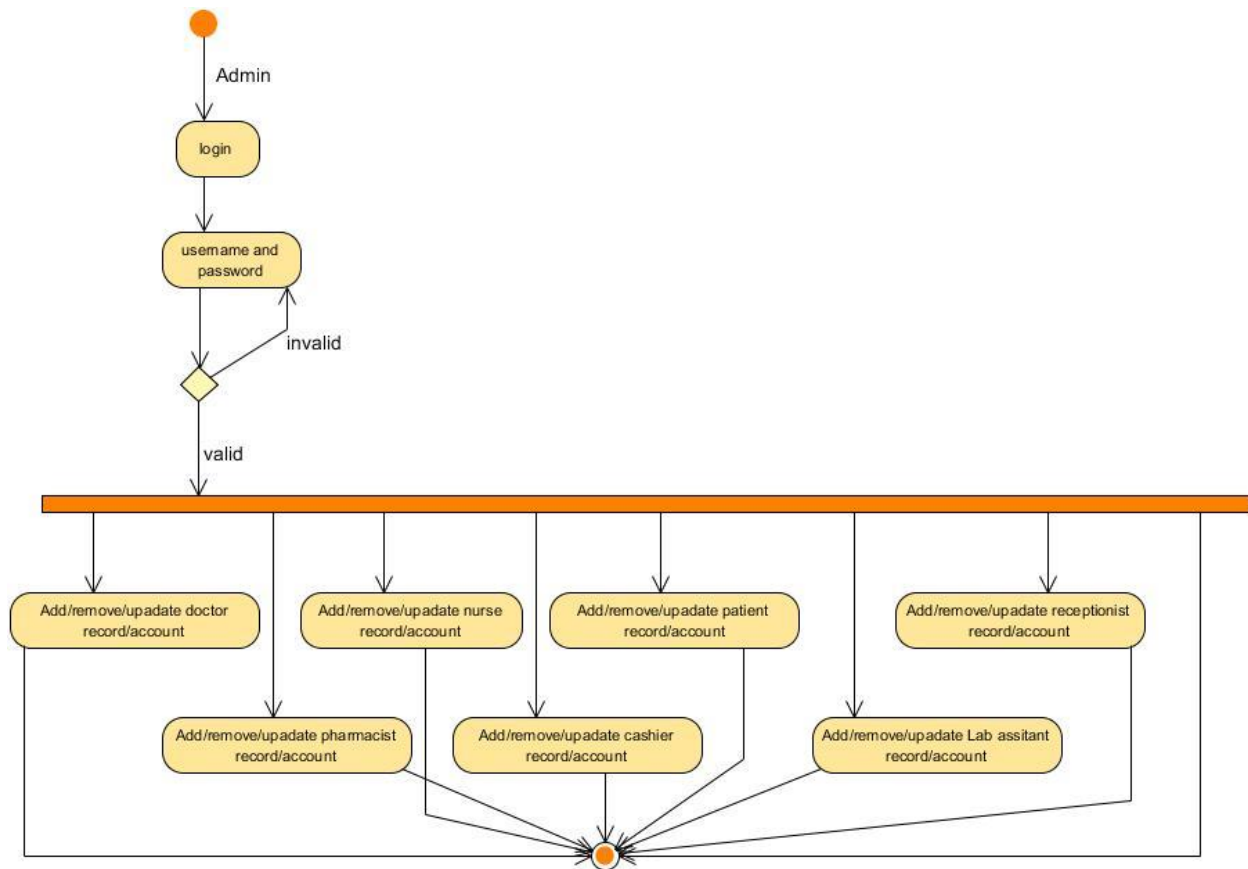 Admin
login
username and
password
invalid
valid
Add/remove/upadate doctor
record/account
Add/remove/upadate nurse
record/account
Add/remove/upadate patient
record/account
Add/remove/upadate receptionist
record/account
Add/remove/upadate pharmacist
record/account
Add/remove/upadate cashier
record/account
Add/remove/upadate Lab assitant
record/account